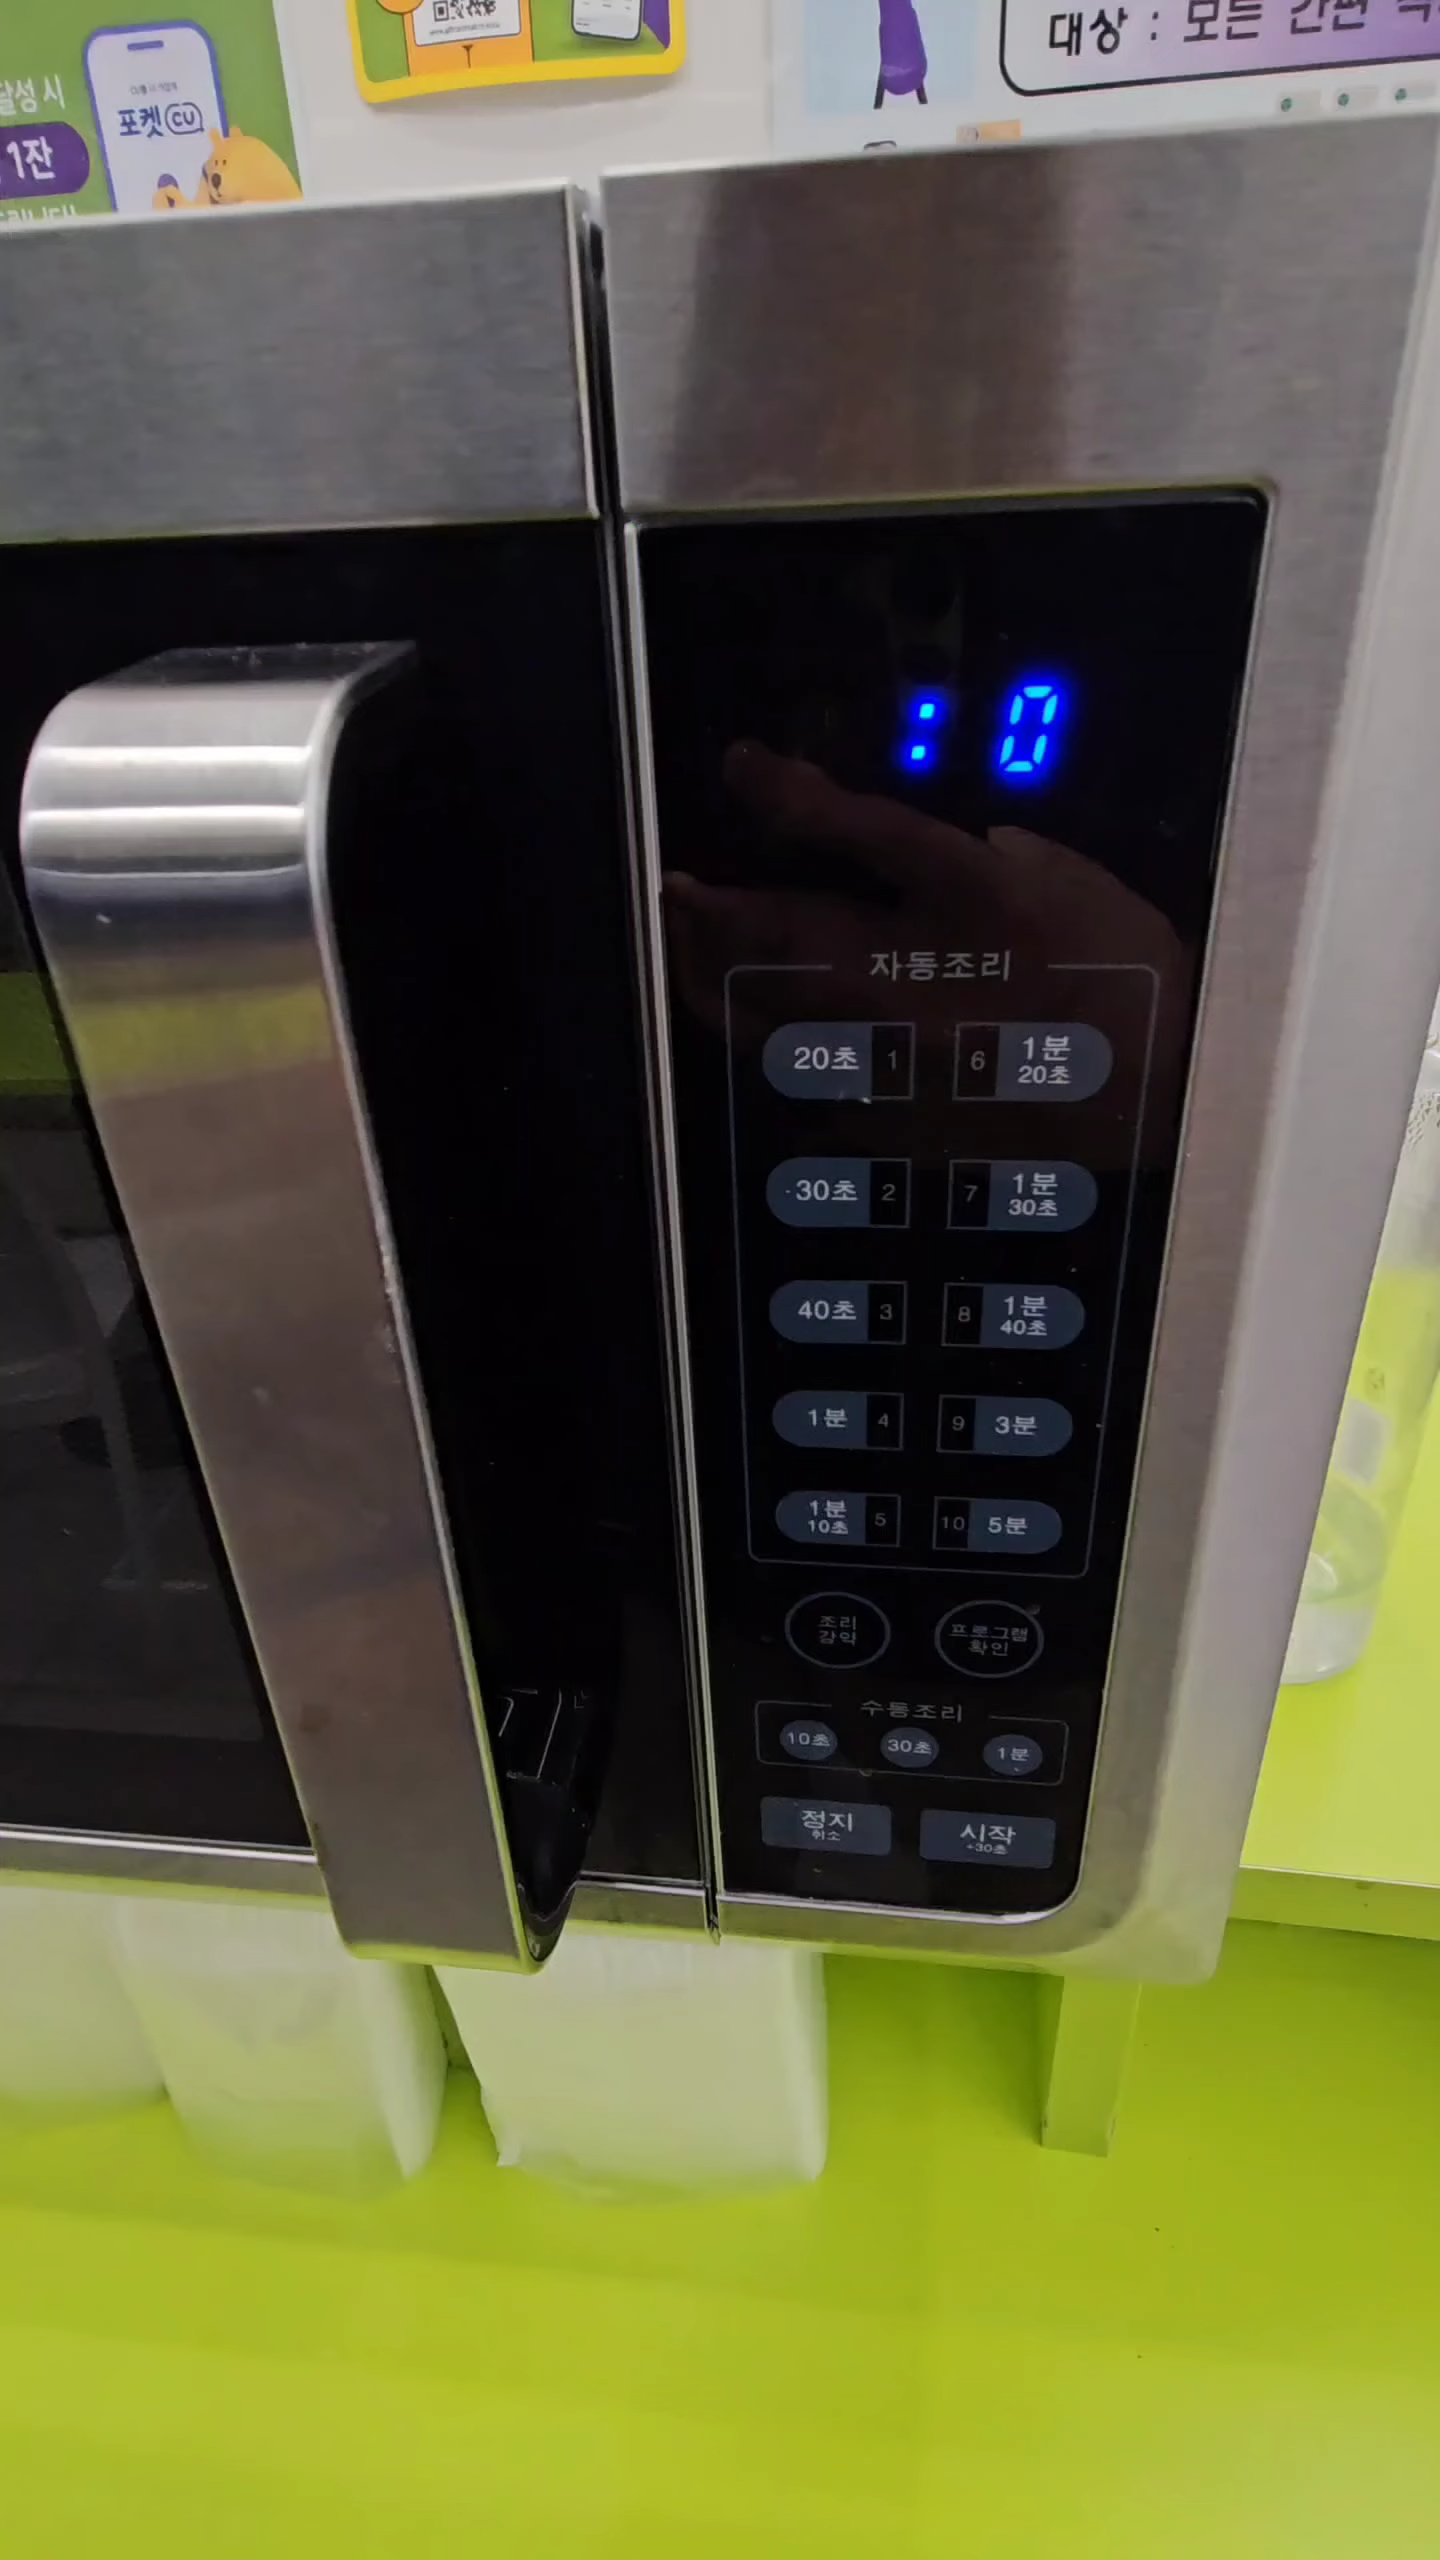 달성 시
1잔
포켓CU
대상 : 모든 간편
: 0
자동조리
20초 1
6 1분 20초
30초 2
7 1분 30초
40초 3
8 1분 40초
1분 4
9 3분
1분 10초 5
10 5분
조리 강약
프로그램 확인
수동조리
10초 30초 1분
정지 취소
시작 +30초